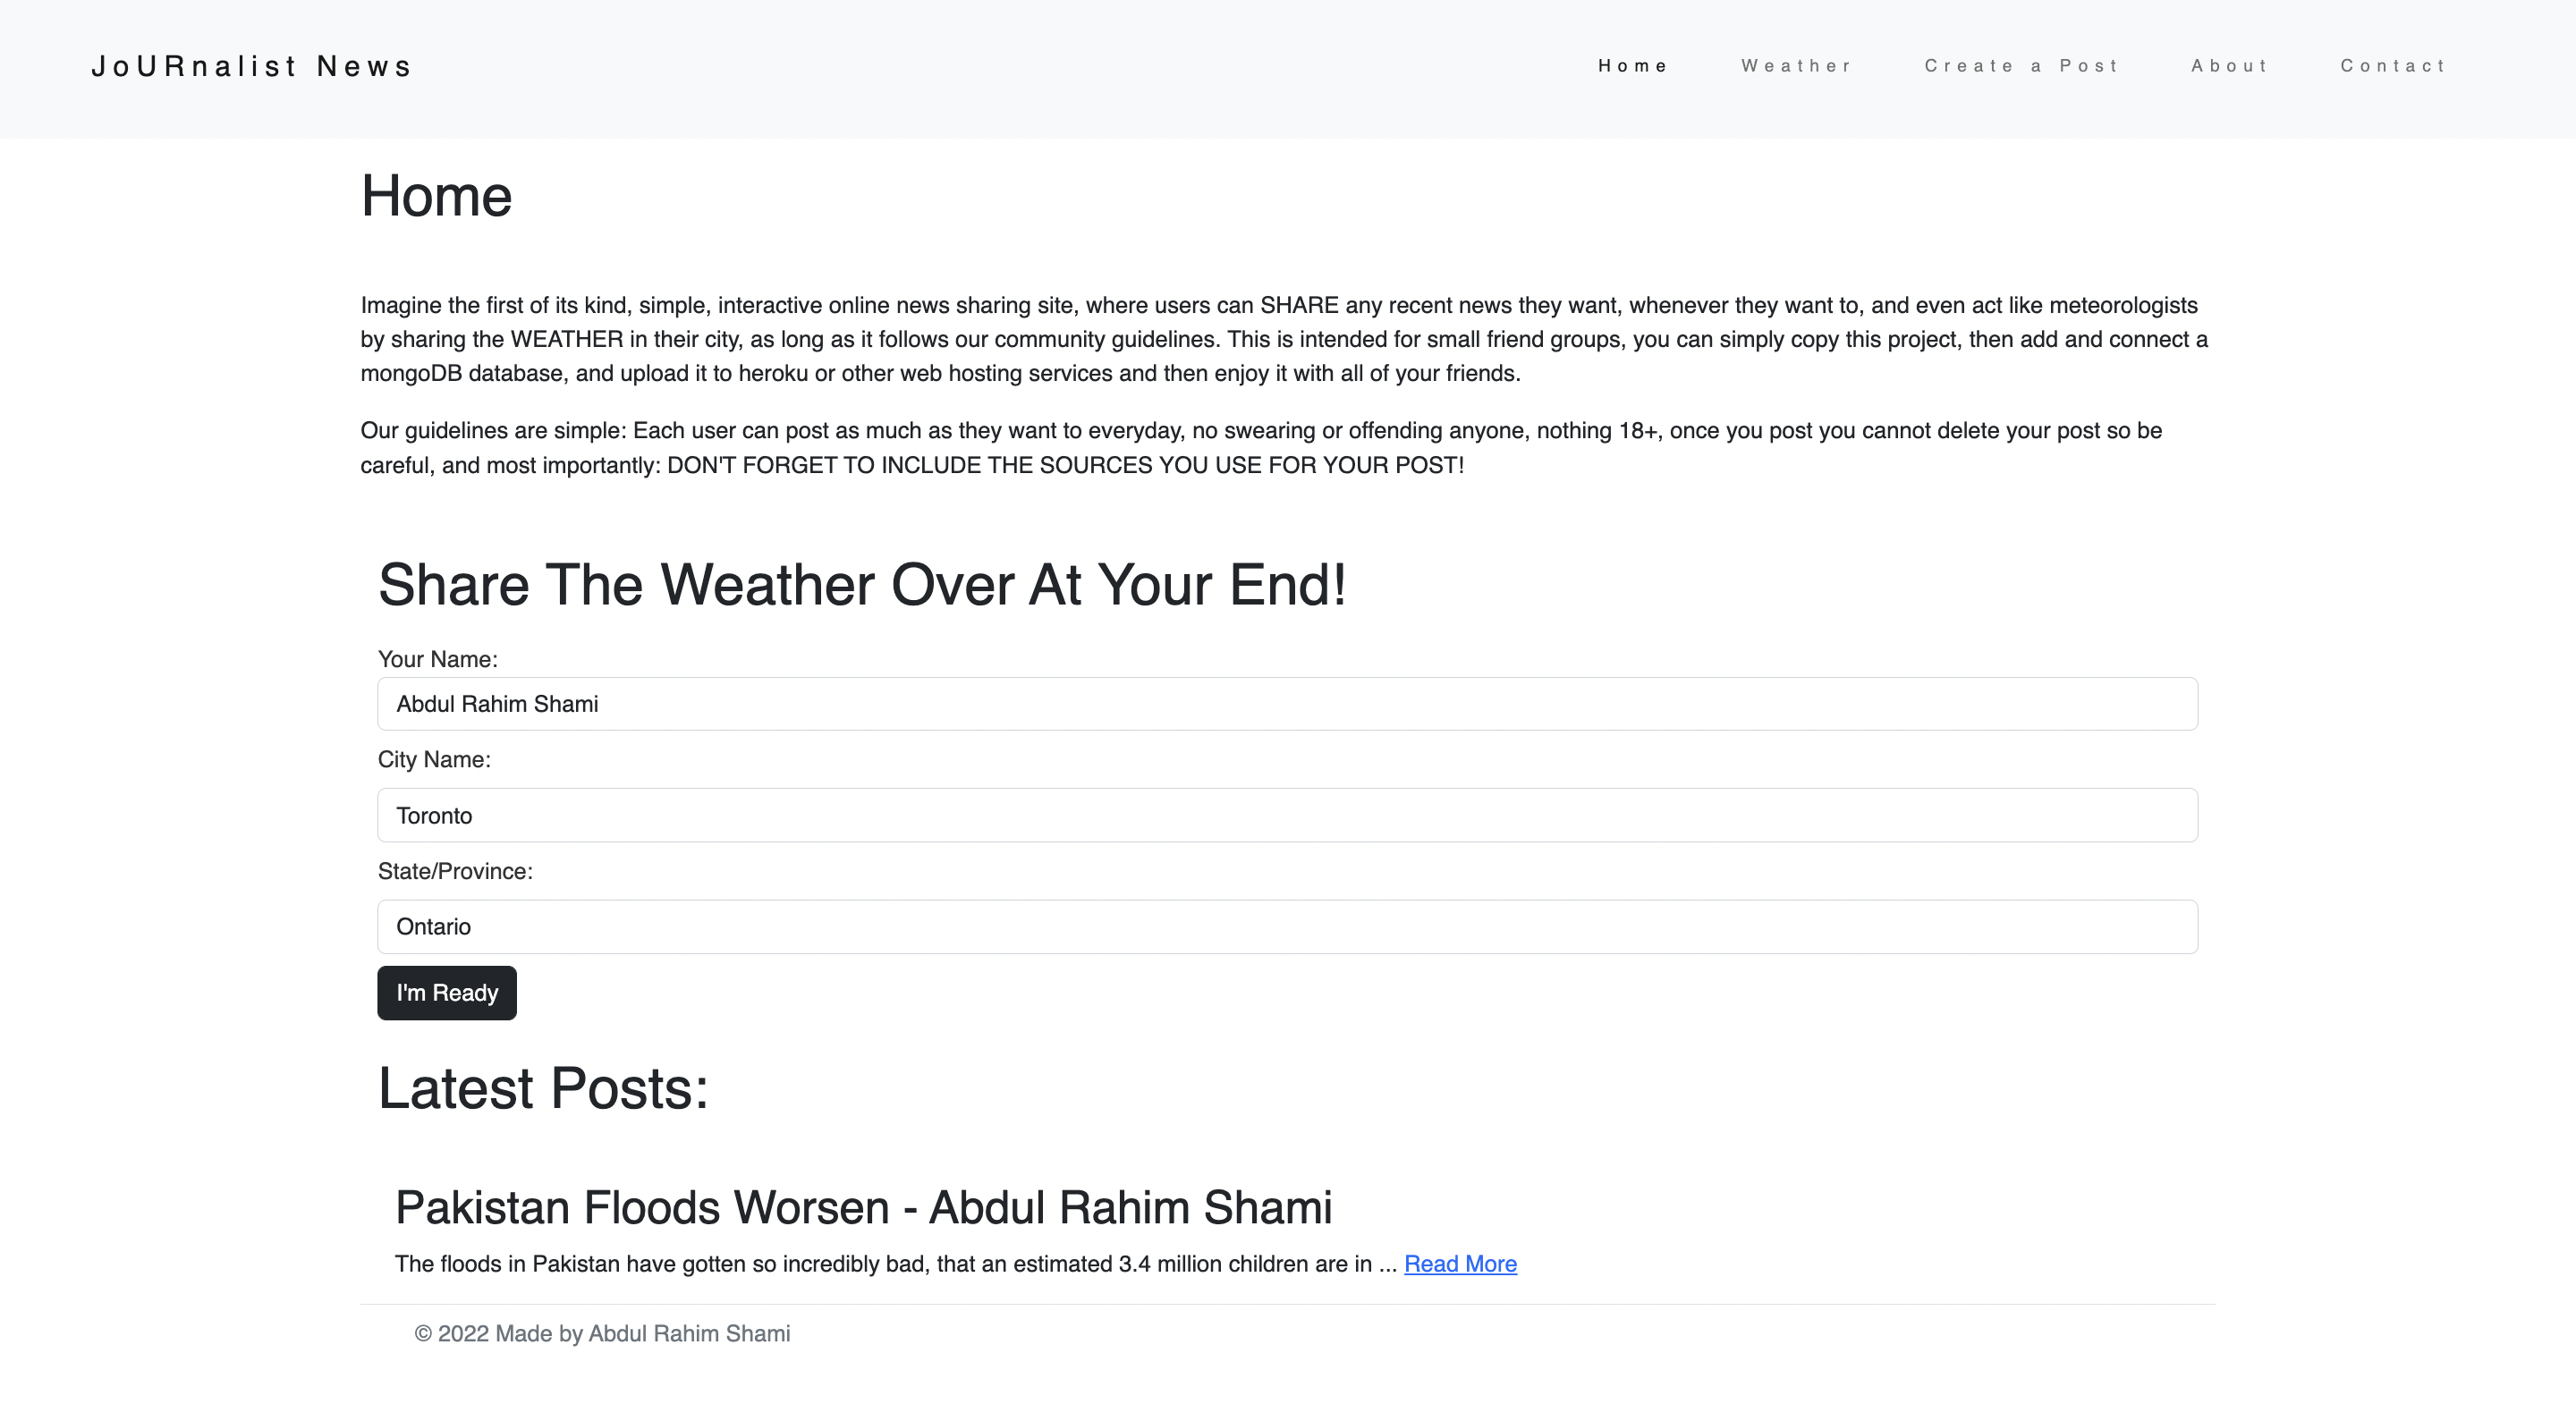 JoURnalist News
Home
Weather
Create a Post
About
Contact
Home
Imagine the first of its kind, simple, interactive online news sharing site, where users can SHARE any recent news they want, whenever they want to, and even act like meteorologists
by sharing the WEATHER in their city, as long as it follows our community guidelines. This is intended for small friend groups, you can simply copy this project, then add and connect a
mongoDB database, and upload it to heroku or other web hosting services and then enjoy it with all of your friends.
Our guidelines are simple: Each user can post as much as they want to everyday, no swearing or offending anyone, nothing 18+, once you post you cannot delete your post so be
careful, and most importantly: DON'T FORGET TO INCLUDE THE SOURCES YOU USE FOR YOUR POST!
Share The Weather Over At Your End!
Your Name:
Abdul Rahim Shami
City Name:
Toronto
State/Province:
Ontario
I'm Ready
Latest Posts:
Pakistan Floods Worsen - Abdul Rahim Shami
The floods in Pakistan have gotten so incredibly bad, that an estimated 3.4 million children are in ... Read More
© 2022 Made by Abdul Rahim Shami